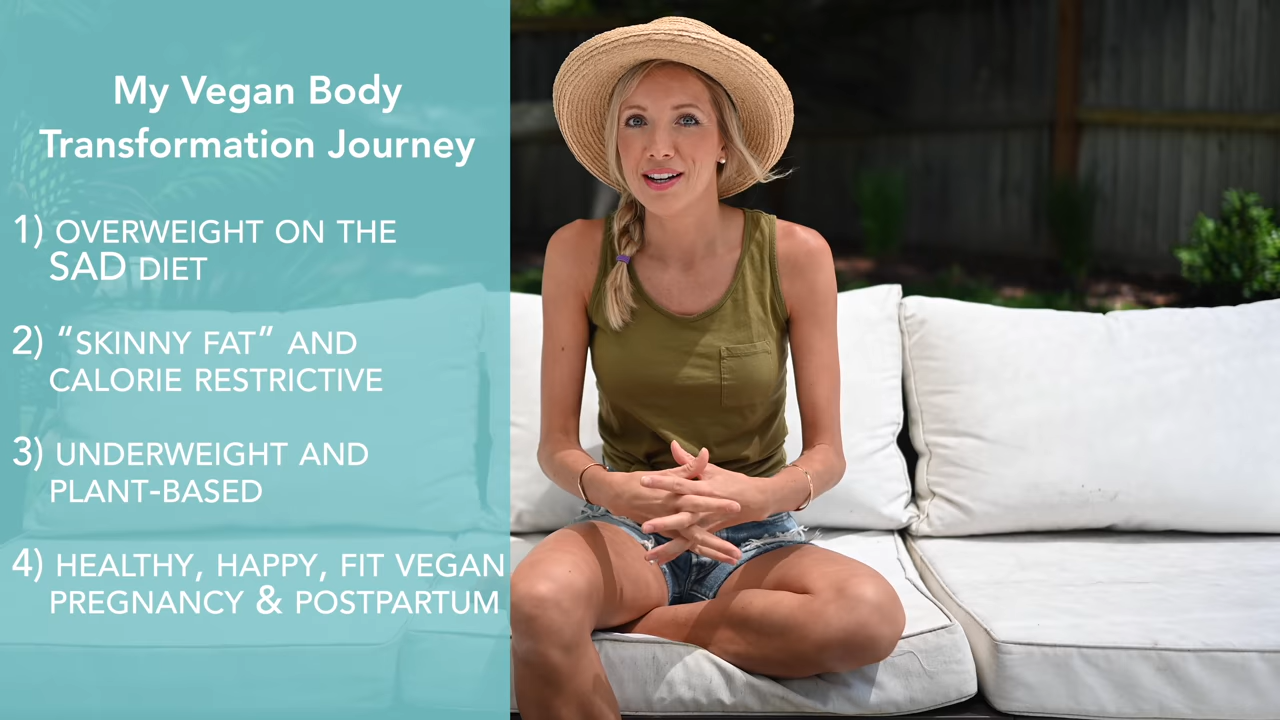 My Vegan Body
Transformation Journey
1) OVERWEIGHT ON THE
SAD DIET
2) “SKINNY FAT” AND
CALORIE RESTRICTIVE
3) UNDERWEIGHT AND
PLANT-BASED
4) HEALTHY, HAPPY, FIT VEGAN
PREGNANCY & POSTPARTUM